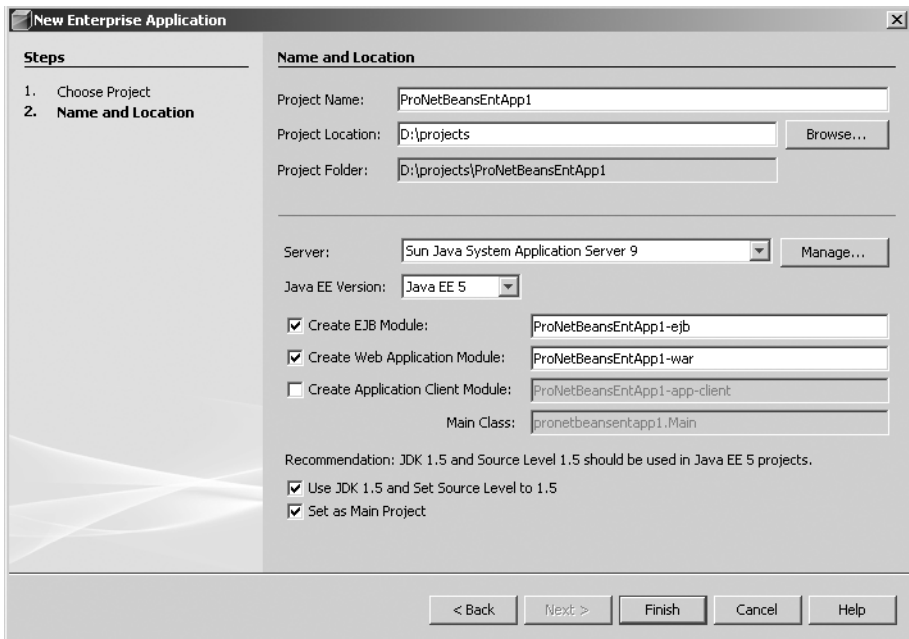 New Enterprise Application
Steps
1. Choose Project
2. Name and Location
Name and Location
Project Name: ProNetBeansEntApp1
Project Location: D:\projects Browse...
Project Folder: D:\projects\ProNetBeansEntApp1
Server: Sun Java System Application Server 9 Manage...
Java EE Version: Java EE 5
Create EJB Module: ProNetBeansEntApp1-ejb
Create Web Application Module: ProNetBeansEntApp1-war
Create Application Client Module: ProNetBeansEntApp1-app-client
Main Class: pronetbeansentapp1.Main
Recommendation: JDK 1.5 and Source Level 1.5 should be used in Java EE 5 projects.
Use JDK 1.5 and Set Source Level to 1.5
Set as Main Project
< Back Next > Finish Cancel Help